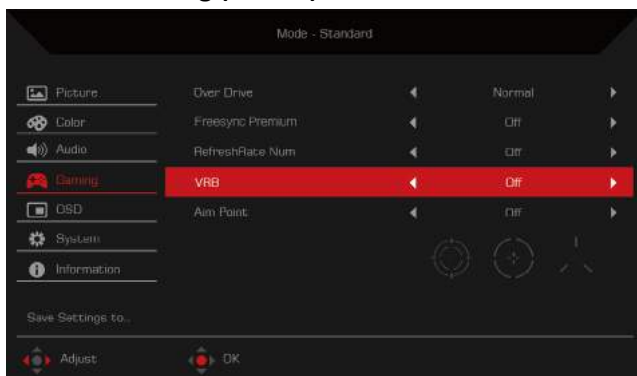 Mode - Standard
Picture
Over Drive Normal
Color
Freesync Premium Off
Audio
RefreshRate Num Off
Gaming
VRB Off
OSD
Aim Point Off
System
Information
Save Settings to..
Adjust OK